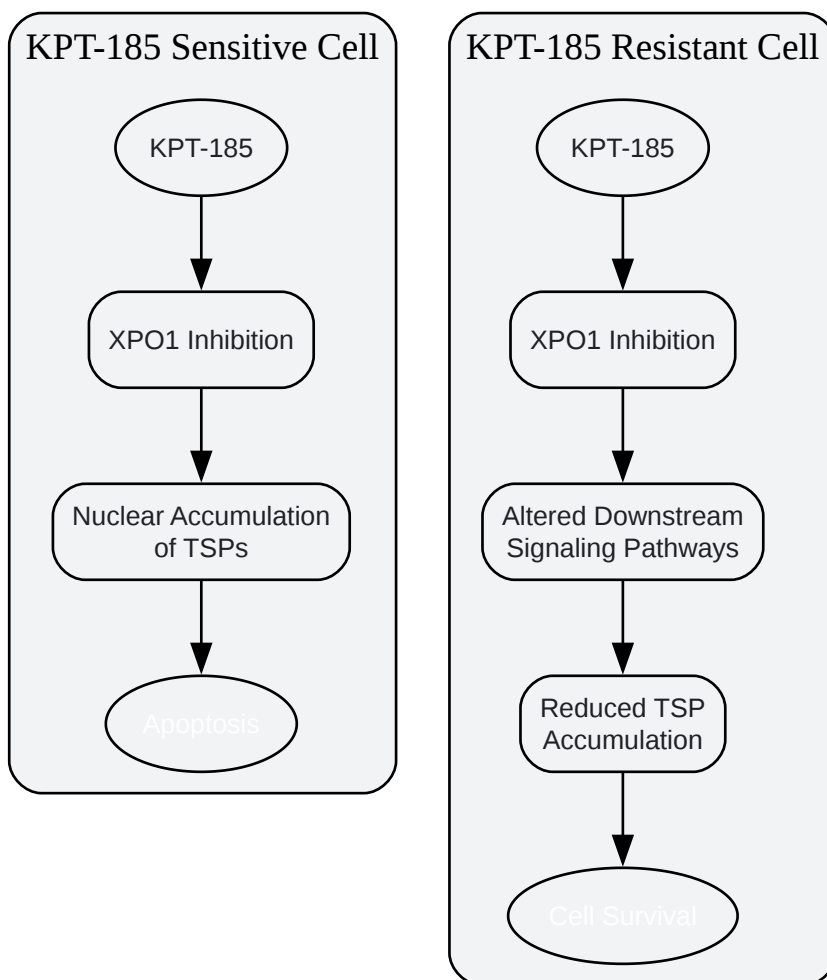 KPT-185 Sensitive Cell
KPT-185
XPO1 Inhibition
Nuclear Accumulation
of TSPs
Apoptosis
KPT-185 Resistant Cell
KPT-185
XPO1 Inhibition
Altered Downstream
Signaling Pathways
Reduced TSP
Accumulation
Cell Survival